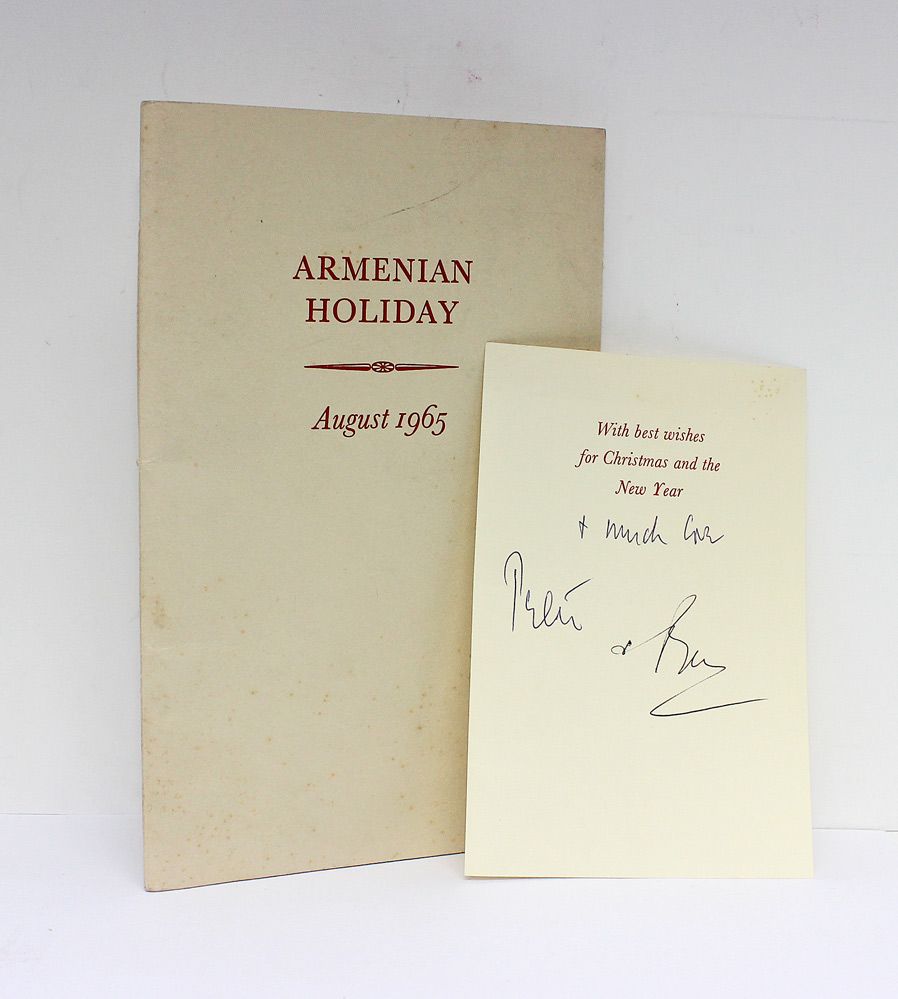 ARMENIAN
HOLIDAY
August 1965
With best wishes
for Christmas and the
New Year
+ much love
Peter
& Ben